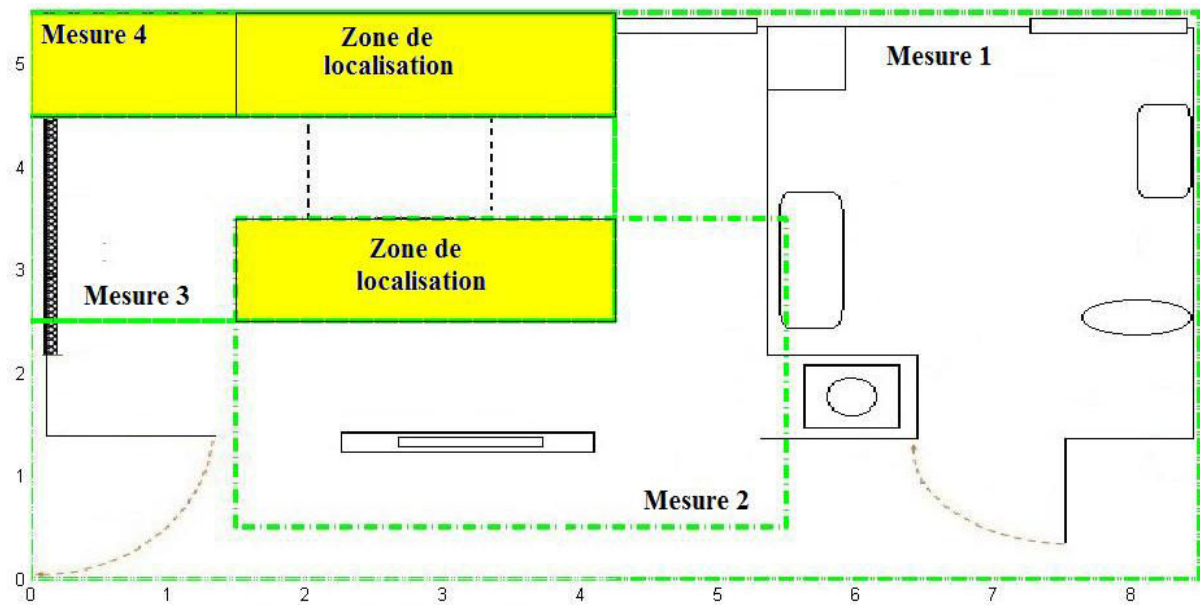 Mesure 4
Zone de
localisation
Mesure 1
Zone de
localisation
Mesure 3
Mesure 2
5
4
3
2
1
0
0 1 2 3 4 5 6 7 8